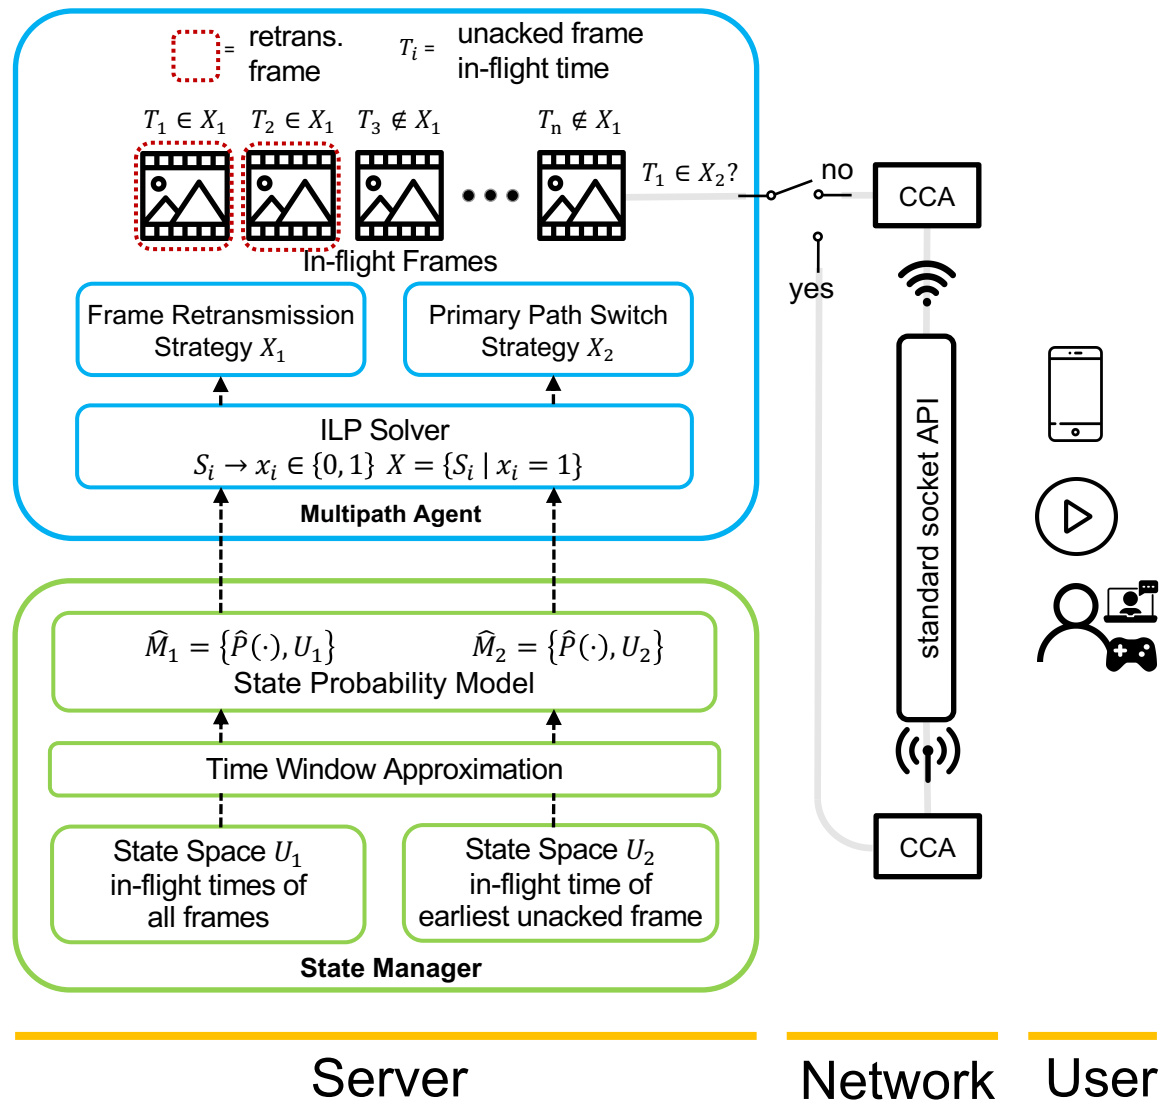 = retrans. frame
T_i = unacked frame in-flight time
T_1 ∈ X_1
T_2 ∈ X_1
T_3 ∉ X_1
T_n ∉ X_1
T_1 ∈ X_2?
no
yes
CCA
In-flight Frames
Frame Retransmission
Strategy X_1
Primary Path Switch
Strategy X_2
ILP Solver
S_i → x_i ∈ {0, 1} X = {S_i | x_i = 1}
Multipath Agent
M̂_1 = {P̂(·), U_1}
M̂_2 = {P̂(·), U_2}
State Probability Model
Time Window Approximation
State Space U_1
in-flight times of
all frames
State Space U_2
in-flight time of
earliest unacked frame
State Manager
standard socket API
CCA
Server
Network
User